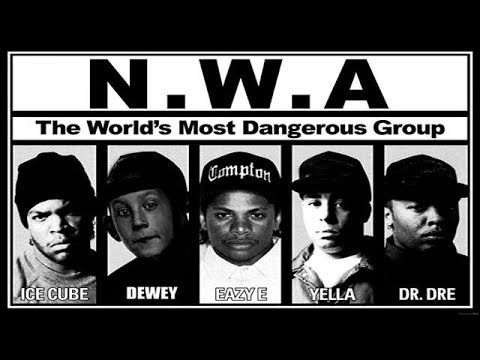 N.W.A
The World's Most Dangerous Group
Compton
ICE CUBE DEWEY EAZY E YELLA DR. DRE